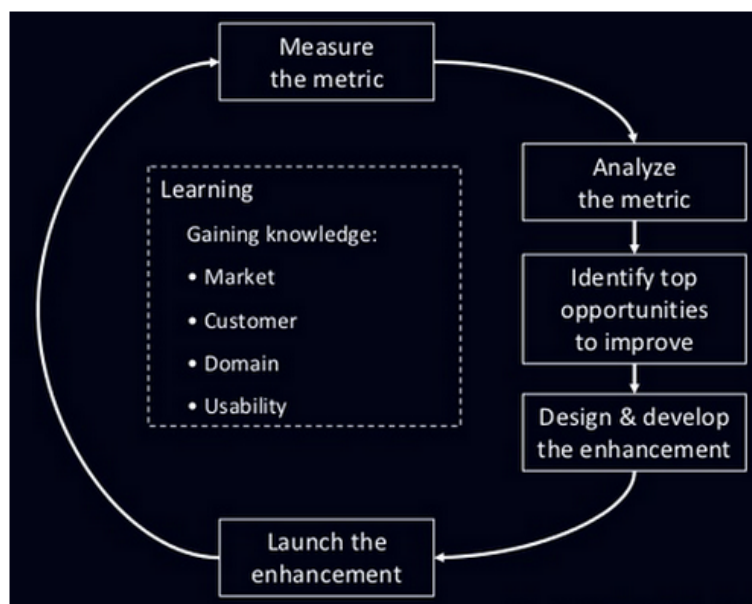 Measure
the metric
Analyze
the metric
Learning
Gaining knowledge:
• Market
• Customer
• Domain
• Usability
Identify top
opportunities
to improve
Design & develop
the enhancement
Launch the
enhancement